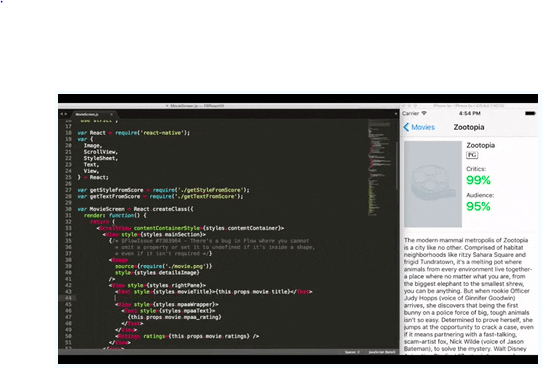 MovieScreen.js
MovieScreen.js
18
var React = require('react-native');
var {
Image,
ScrollView,
StyleSheet,
Text,
View,
} = React;
var getStyleFromScore = require('./getStyleFromScore');
var getTextFromScore = require('./getTextFromScore');
var MovieScreen = React.createClass({
render: function() {
return (
<ScrollView contentContainerStyle={styles.contentContainer}>
<View style={styles.mainSection}>
{/* $FlowIssue #7363964 - There's a bug in Flow where you cannot
* omit a property or set it to undefined if it's inside a shape,
* even if it isn't required */}
<Image
source={require('./movie.png')}
style={styles.detailsImage}
/>
<View style={styles.rightPane}>
<Text style={styles.movieTitle}>{this.props.movie.title}</Text>
44
<View style={styles.mpaaWrapper}>
<Text style={styles.mpaaText}>
{this.props.movie.mpaa_rating}
</Text>
</View>
<Ratings ratings={this.props.movie.ratings} />
Carrier
4:54 PM
Movies
Zootopia
Zootopia
PG
Critics:
99%
Audience:
95%
The modern mammal metropolis of Zootopia
is a city like no other. Comprised of habitat
neighborhoods like ritzy Sahara Square and
frigid Tundratown, it's a melting pot where
animals from every environment live together-
a place where no matter what you are, from
the biggest elephant to the smallest shrew,
you can be anything. But when rookie Officer
Judy Hopps (voice of Ginnifer Goodwin)
arrives, she discovers that being the first
bunny on a police force of big, tough animals
isn't so easy. Determined to prove herself, she
jumps at the opportunity to crack a case, even
if it means partnering with a fast-talking,
scam-artist fox, Nick Wilde (voice of Jason
Bateman), to solve the mystery. Walt Disney